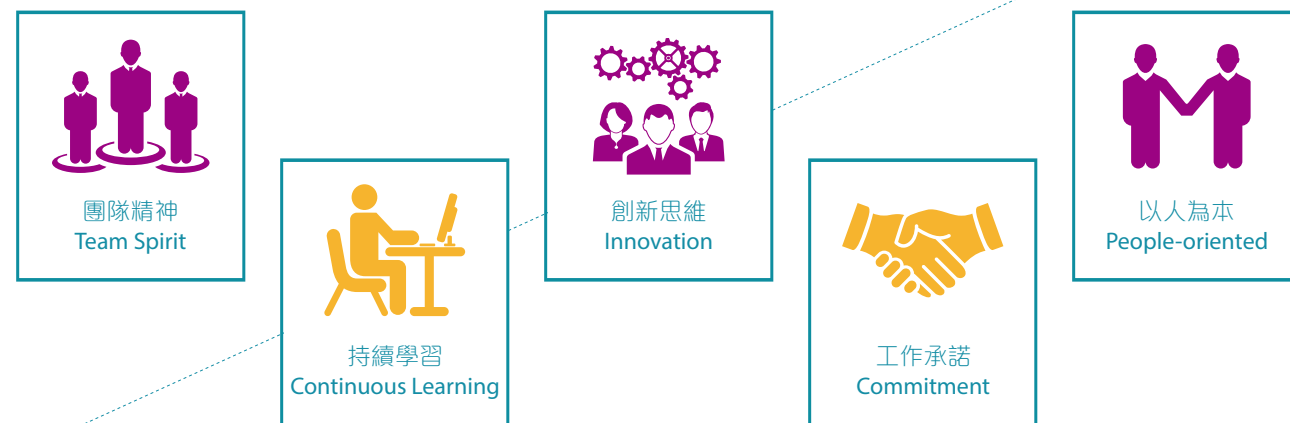 團隊精神
Team Spirit
持續學習
Continuous Learning
創新思維
Innovation
工作承諾
Commitment
以人為本
People-oriented